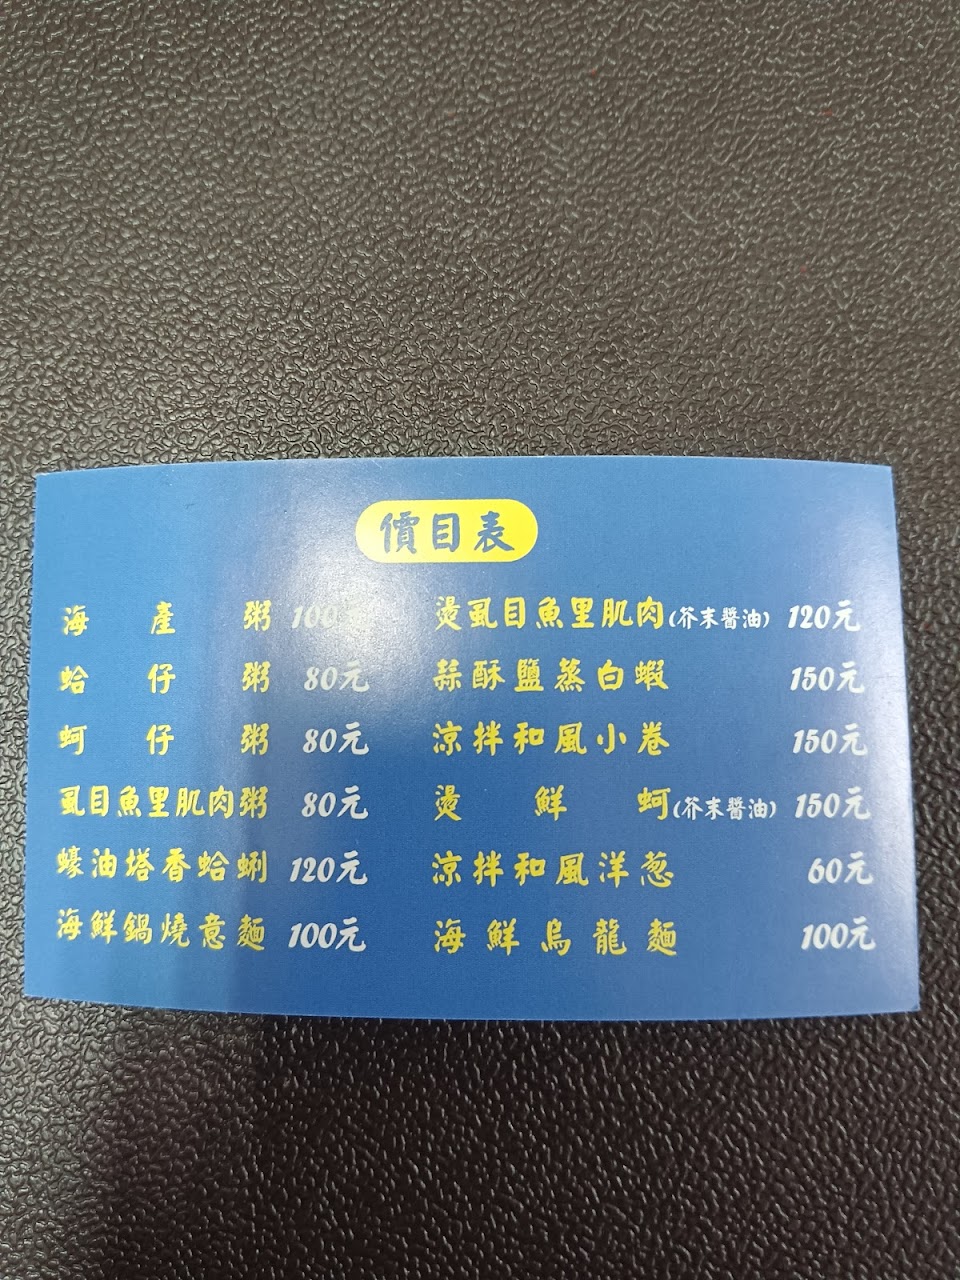 價目表
海產粥 100元
蛤仔粥 80元
蚵仔粥 80元
虱目魚里肌肉粥 80元
蠔油塔香蛤蜊 120元
海鮮鍋燒意麵 100元
燙虱目魚里肌肉(芥末醬油) 120元
蒜酥鹽蒸白蝦 150元
涼拌和風小卷 150元
燙鮮蚵(芥末醬油) 150元
涼拌和風洋葱 60元
海鮮烏龍麵 100元